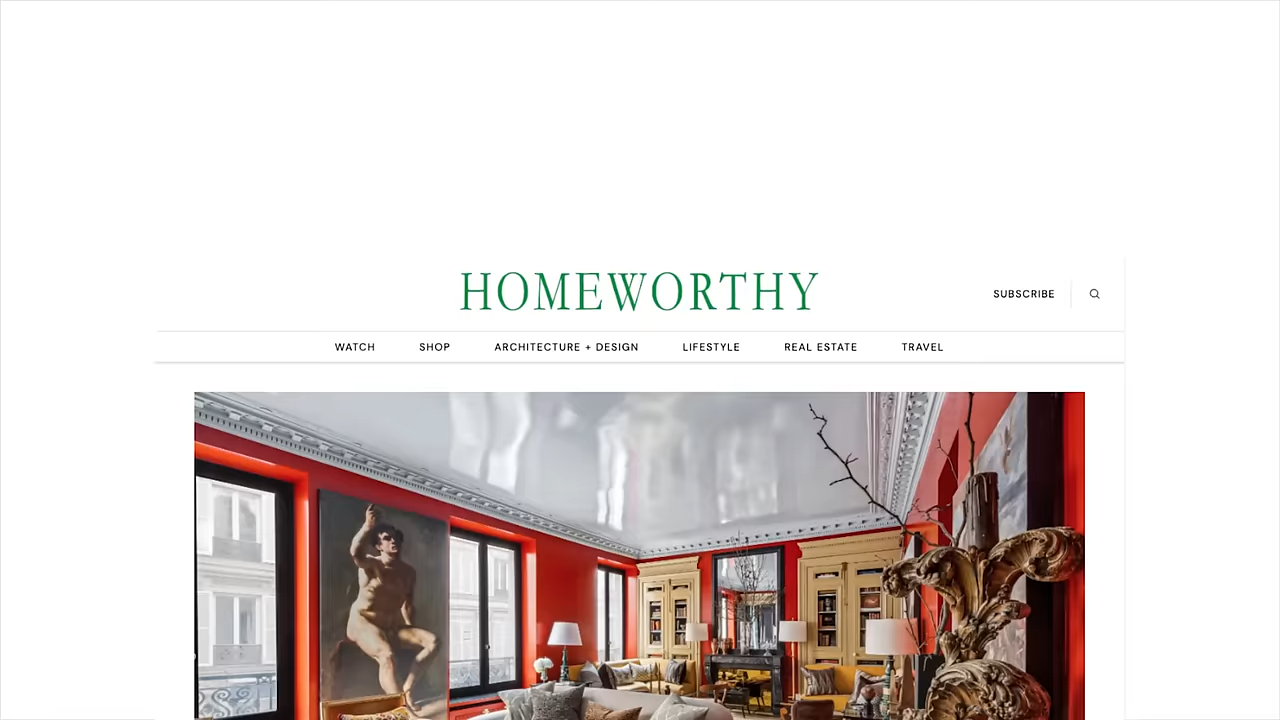 HOMEWORTHY
SUBSCRIBE
WATCH SHOP ARCHITECTURE + DESIGN LIFESTYLE REAL ESTATE TRAVEL